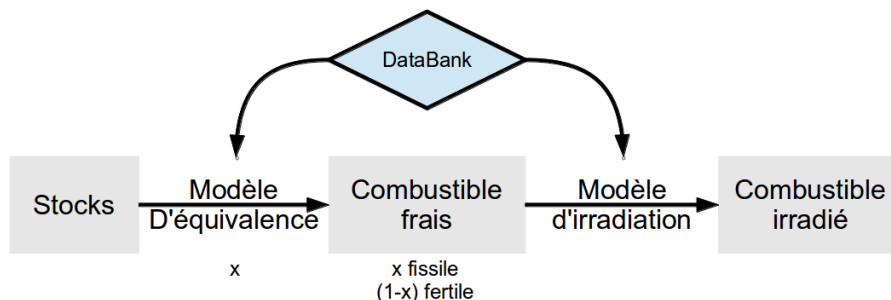 DataBank
Stocks
Modèle
D'équivalence
x
Combustible
frais
x fissile
(1-x) fertile
Modèle
d'irradiation
Combustible
irradié